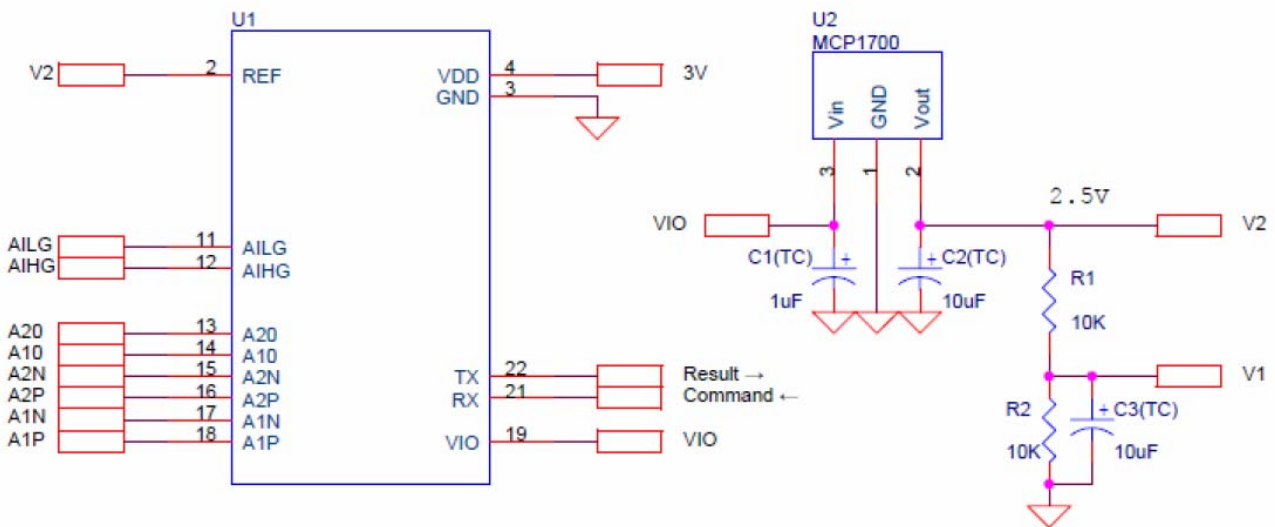 U1
V2 2 REF
VDD 4 3V
GND 3
AILG 11 AILG
AIHG 12 AIHG
A20 13 A20
A10 14 A10
A2N 15 A2N
A2P 16 A2P
A1N 17 A1N
A1P 18 A1P
TX 22 Result →
RX 21 Command ←
VIO 19 VIO
U2
MCP1700
Vin GND Vout
3 1 2
2.5V
VIO
V2
C1(TC) +
1uF
+ C2(TC)
10uF
R1
10K
V1
R2
10K
+ C3(TC)
10uF